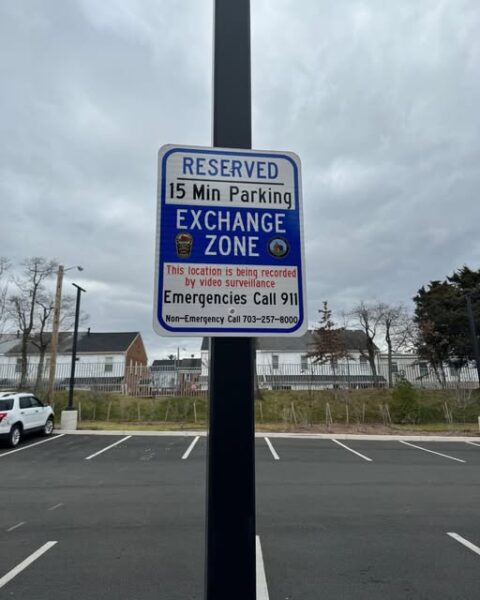 RESERVED
15 Min Parking
EXCHANGE
ZONE
This location is being recorded
by video surveillance
Emergencies Call 911
Non-Emergency Call 703-257-8000